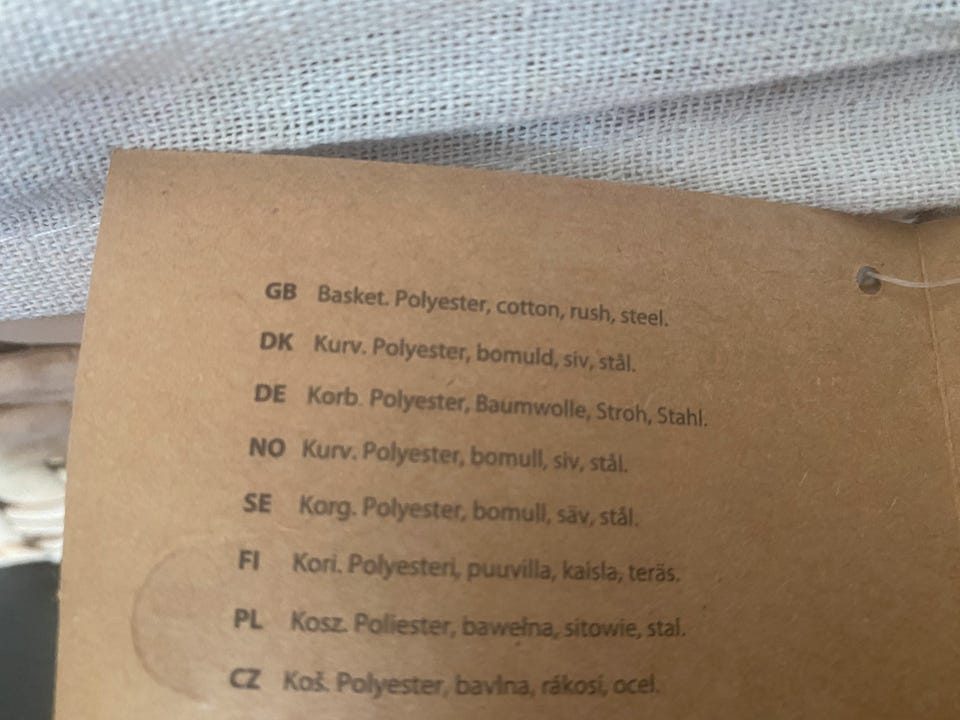 GB Basket. Polyester, cotton, rush, steel.
DK Kurv. Polyester, bomuld, siv, stål.
DE Korb. Polyester, Baumwolle, Stroh, Stahl.
NO Kurv. Polyester, bomull, siv, stål.
SE Korg. Polyester, bomull, säv, stål.
FI Kori. Polyesteri, puuvilla, kaisla, teräs.
PL Kosz. Poliester, bawełna, sitowie, stal.
CZ Koš. Polyester, bavlna, rákosí, ocel.